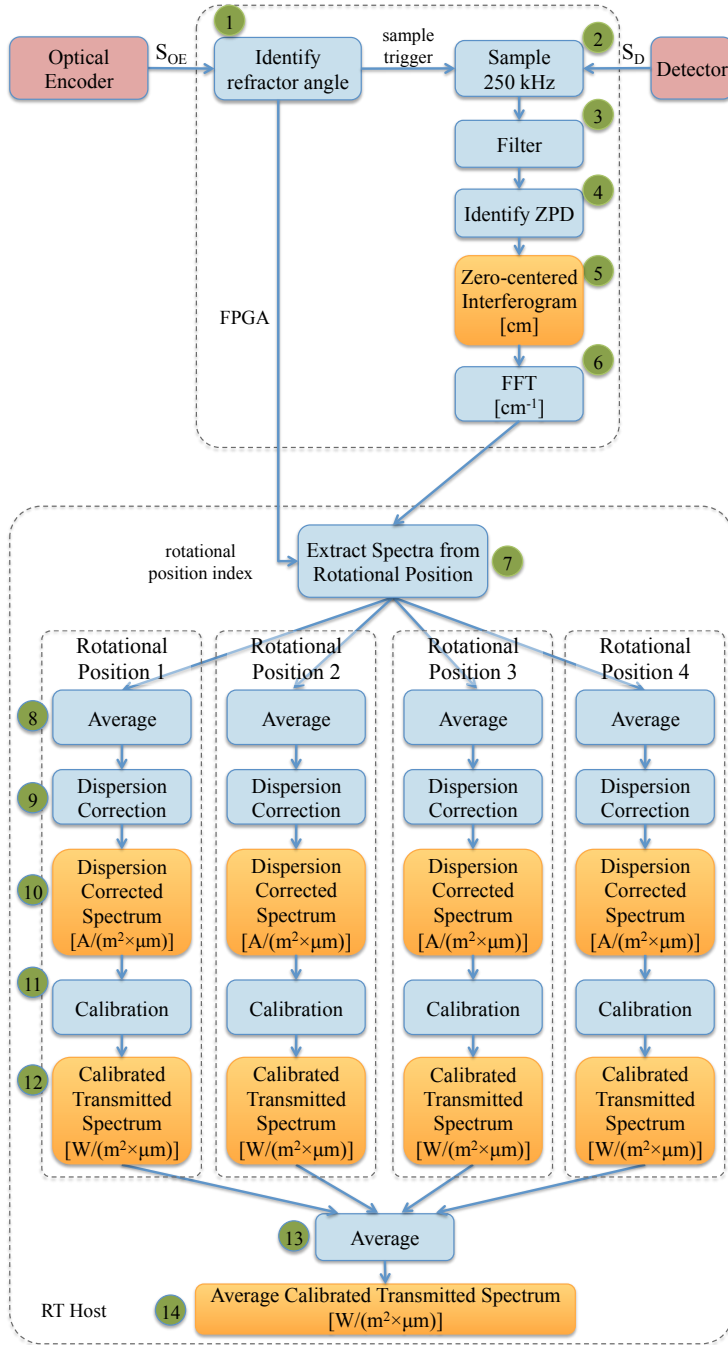 1
Optical
Encoder
S_OE
Identify
refractor angle
sample
trigger
2
Sample
250 kHz
S_D
Detector
3
Filter
4
Identify ZPD
5
Zero-centered
Interferogram
[cm]
FPGA
6
FFT
[cm⁻¹]
rotational
position index
Extract Spectra from
Rotational Position
7
Rotational
Position 1
Rotational
Position 2
Rotational
Position 3
Rotational
Position 4
8
Average
Average
Average
Average
9
Dispersion
Correction
Dispersion
Correction
Dispersion
Correction
Dispersion
Correction
10
Dispersion
Corrected
Spectrum
[A/(m²×μm)]
Dispersion
Corrected
Spectrum
[A/(m²×μm)]
Dispersion
Corrected
Spectrum
[A/(m²×μm)]
Dispersion
Corrected
Spectrum
[A/(m²×μm)]
11
Calibration
Calibration
Calibration
Calibration
12
Calibrated
Transmitted
Spectrum
[W/(m²×μm)]
Calibrated
Transmitted
Spectrum
[W/(m²×μm)]
Calibrated
Transmitted
Spectrum
[W/(m²×μm)]
Calibrated
Transmitted
Spectrum
[W/(m²×μm)]
13
Average
RT Host
14
Average Calibrated Transmitted Spectrum
[W/(m²×μm)]